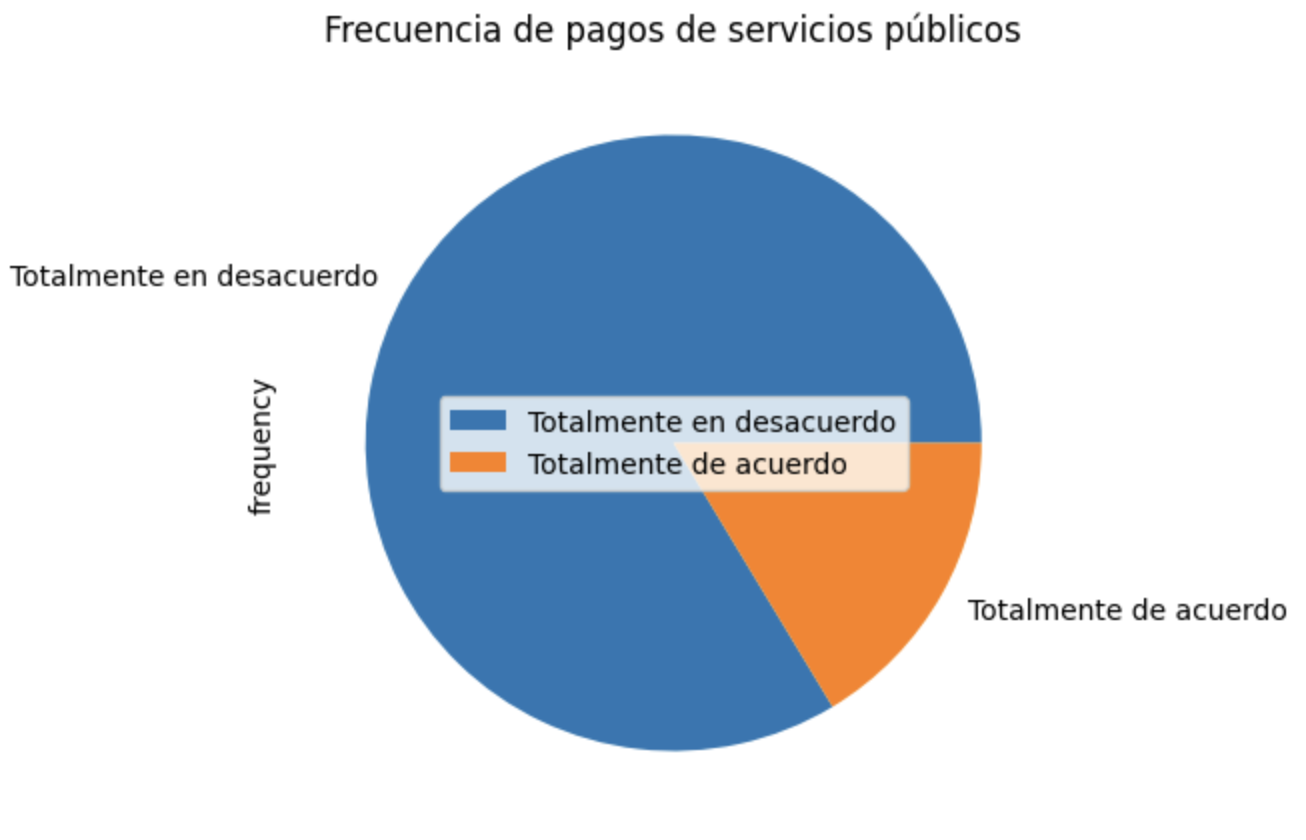 Frecuencia de pagos de servicios públicos
Totalmente en desacuerdo
frequency
Totalmente en desacuerdo
Totalmente de acuerdo
Totalmente de acuerdo